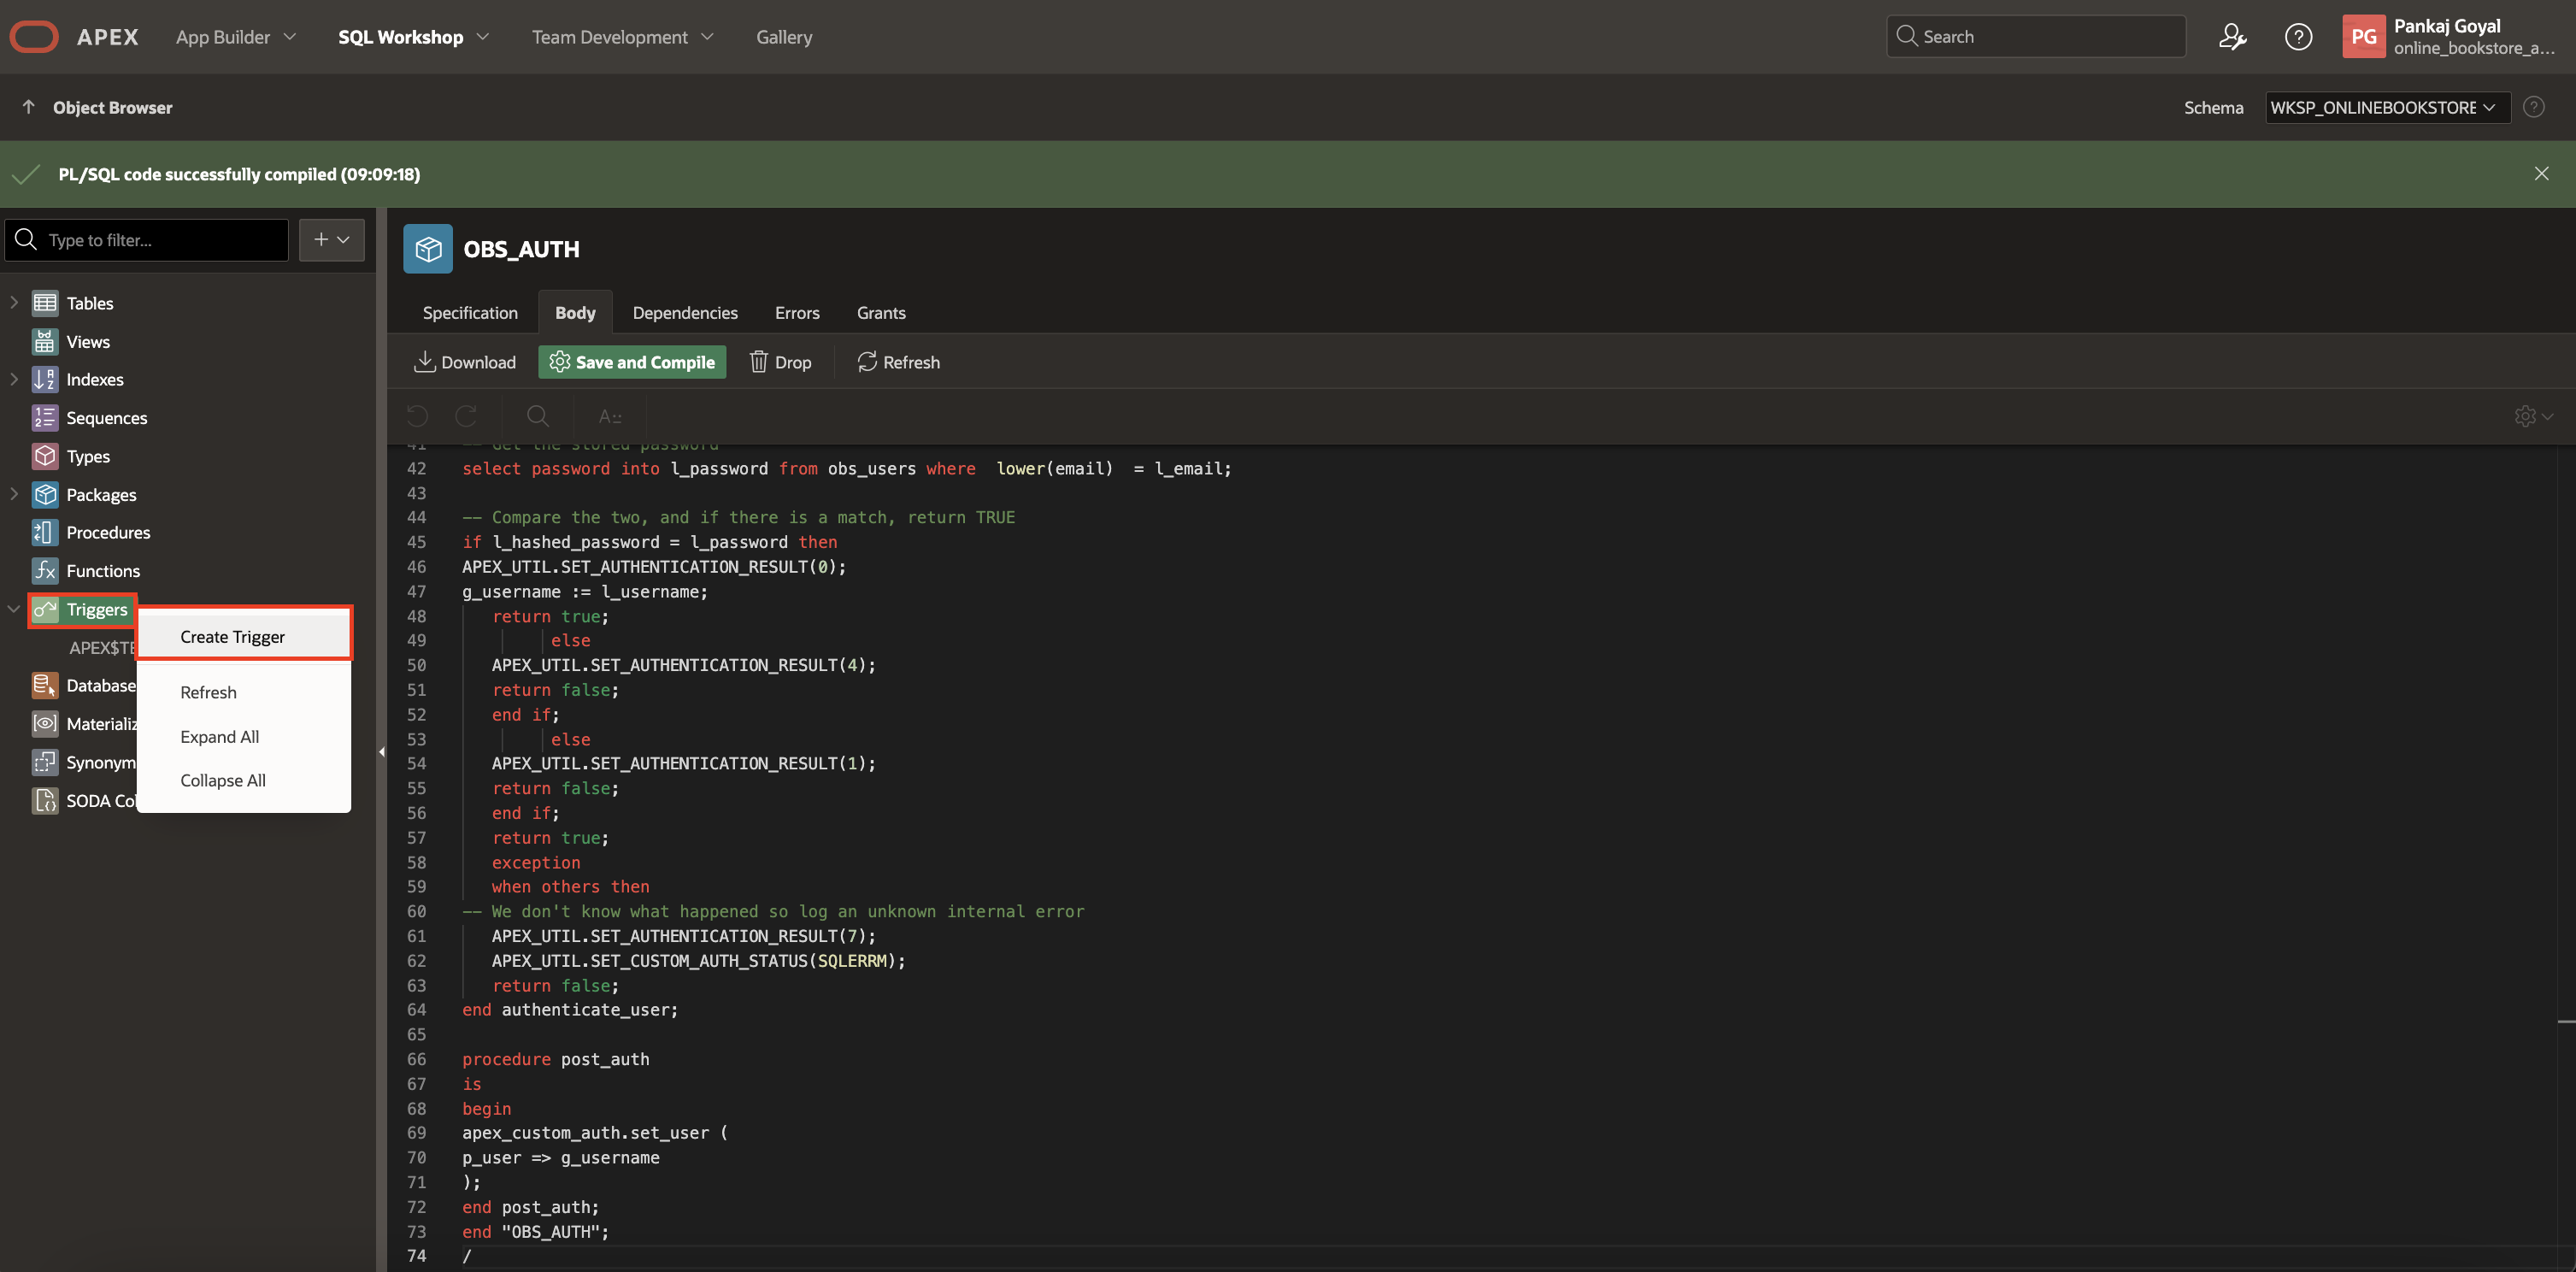 APEX App Builder SQL Workshop Team Development Gallery Search Pankaj Goyal
PG online_bookstore_a...
Object Browser Schema WKSP_ONLINEBOOKSTORE
PL/SQL code successfully compiled (09:09:18)
Type to filter...
OBS_AUTH
Tables
Views
Indexes
Sequences
Types
Packages
Procedures
Functions
Triggers
APEX$TE
Database
Materializ
Synonym
SODA Col
Create Trigger
Refresh
Expand All
Collapse All
Specification Body Dependencies Errors Grants
Download Save and Compile Drop Refresh
41 -- Get the stored password
42 select password into l_password from obs_users where  lower(email)  = l_email;
43
44 -- Compare the two, and if there is a match, return TRUE
45 if l_hashed_password = l_password then
46 APEX_UTIL.SET_AUTHENTICATION_RESULT(0);
47 g_username := l_username;
48 return true;
49 else
50 APEX_UTIL.SET_AUTHENTICATION_RESULT(4);
51 return false;
52 end if;
53 else
54 APEX_UTIL.SET_AUTHENTICATION_RESULT(1);
55 return false;
56 end if;
57 return true;
58 exception
59 when others then
60 -- We don't know what happened so log an unknown internal error
61 APEX_UTIL.SET_AUTHENTICATION_RESULT(7);
62 APEX_UTIL.SET_CUSTOM_AUTH_STATUS(SQLERRM);
63 return false;
64 end authenticate_user;
65
66 procedure post_auth
67 is
68 begin
69 apex_custom_auth.set_user (
70 p_user => g_username
71 );
72 end post_auth;
73 end "OBS_AUTH";
74 /